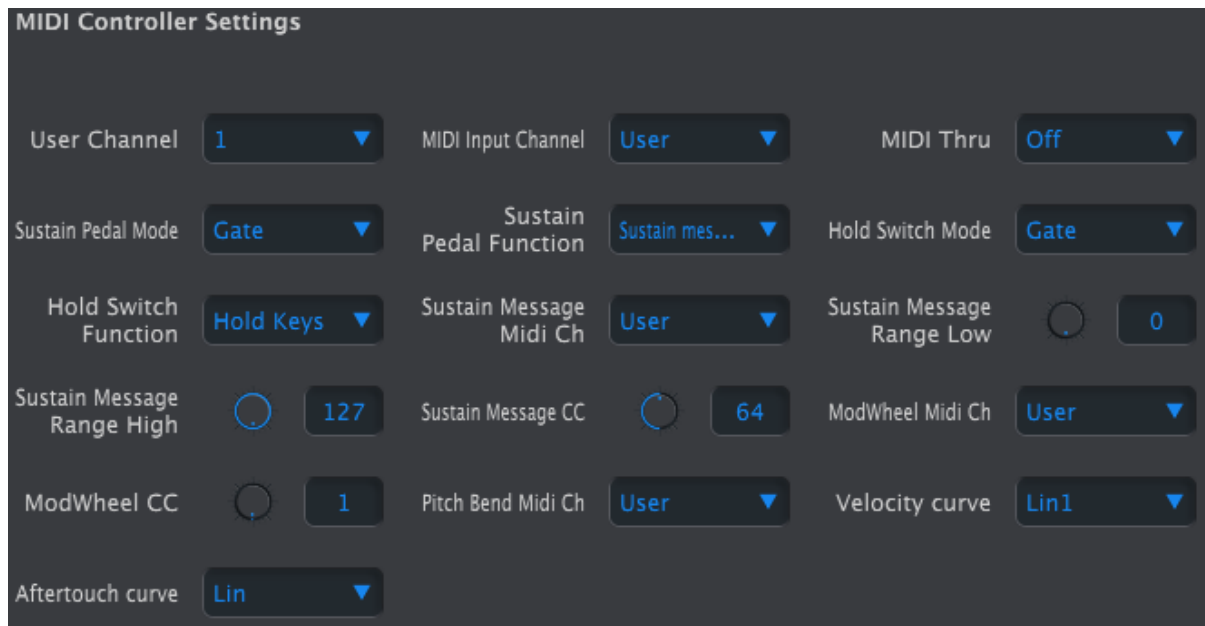 MIDI Controller Settings
User Channel 1 MIDI Input Channel User MIDI Thru Off
Sustain Pedal Mode Gate Sustain
Pedal Function Sustain mes... Hold Switch Mode Gate
Hold Switch
Function Hold Keys Sustain Message
Midi Ch User Sustain Message
Range Low 0
Sustain Message
Range High 127 Sustain Message CC 64 ModWheel Midi Ch User
ModWheel CC 1 Pitch Bend Midi Ch User Velocity curve Lin1
Aftertouch curve Lin